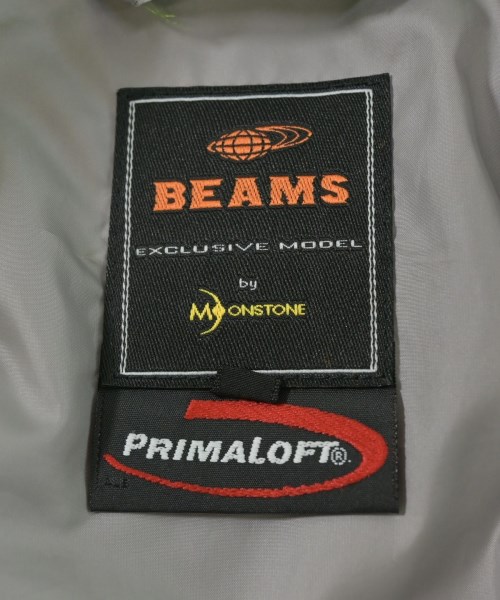 BEAMS
EXCLUSIVE MODEL
by
MOONSTONE
PRIMALOFT®